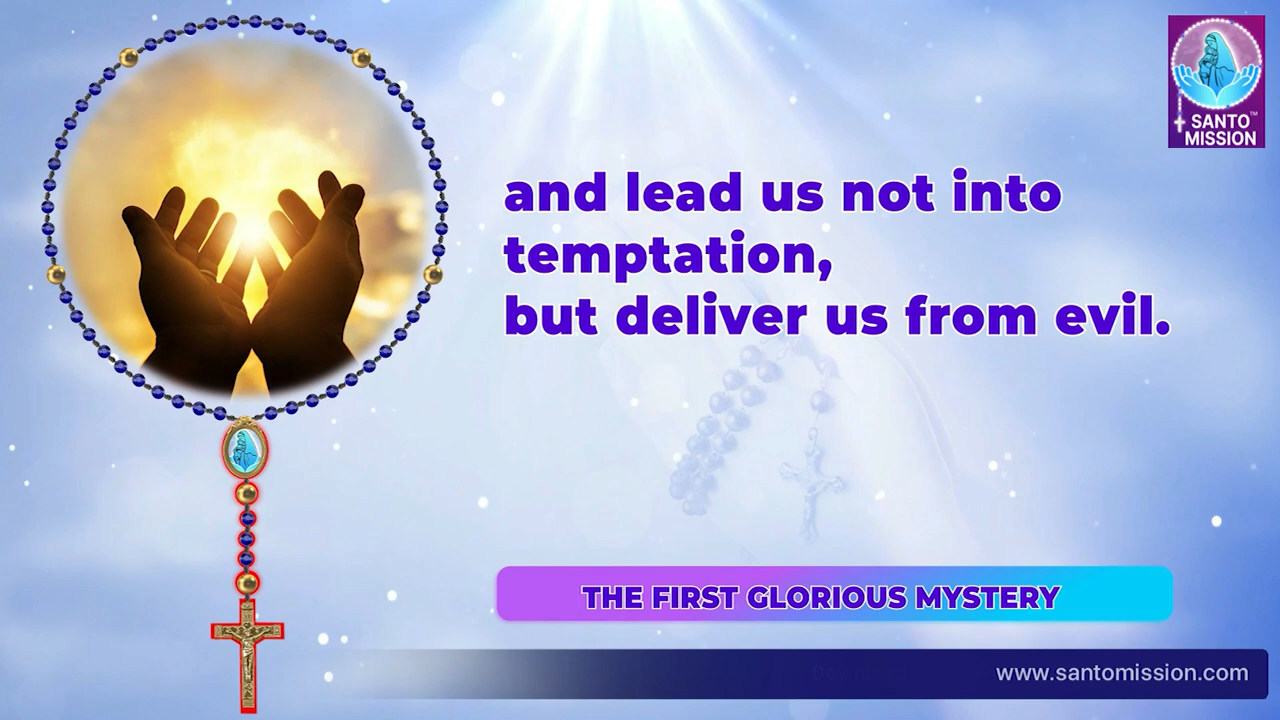 SANTO™
MISSION
and lead us not into
temptation,
but deliver us from evil.
THE FIRST GLORIOUS MYSTERY
www.santomission.com